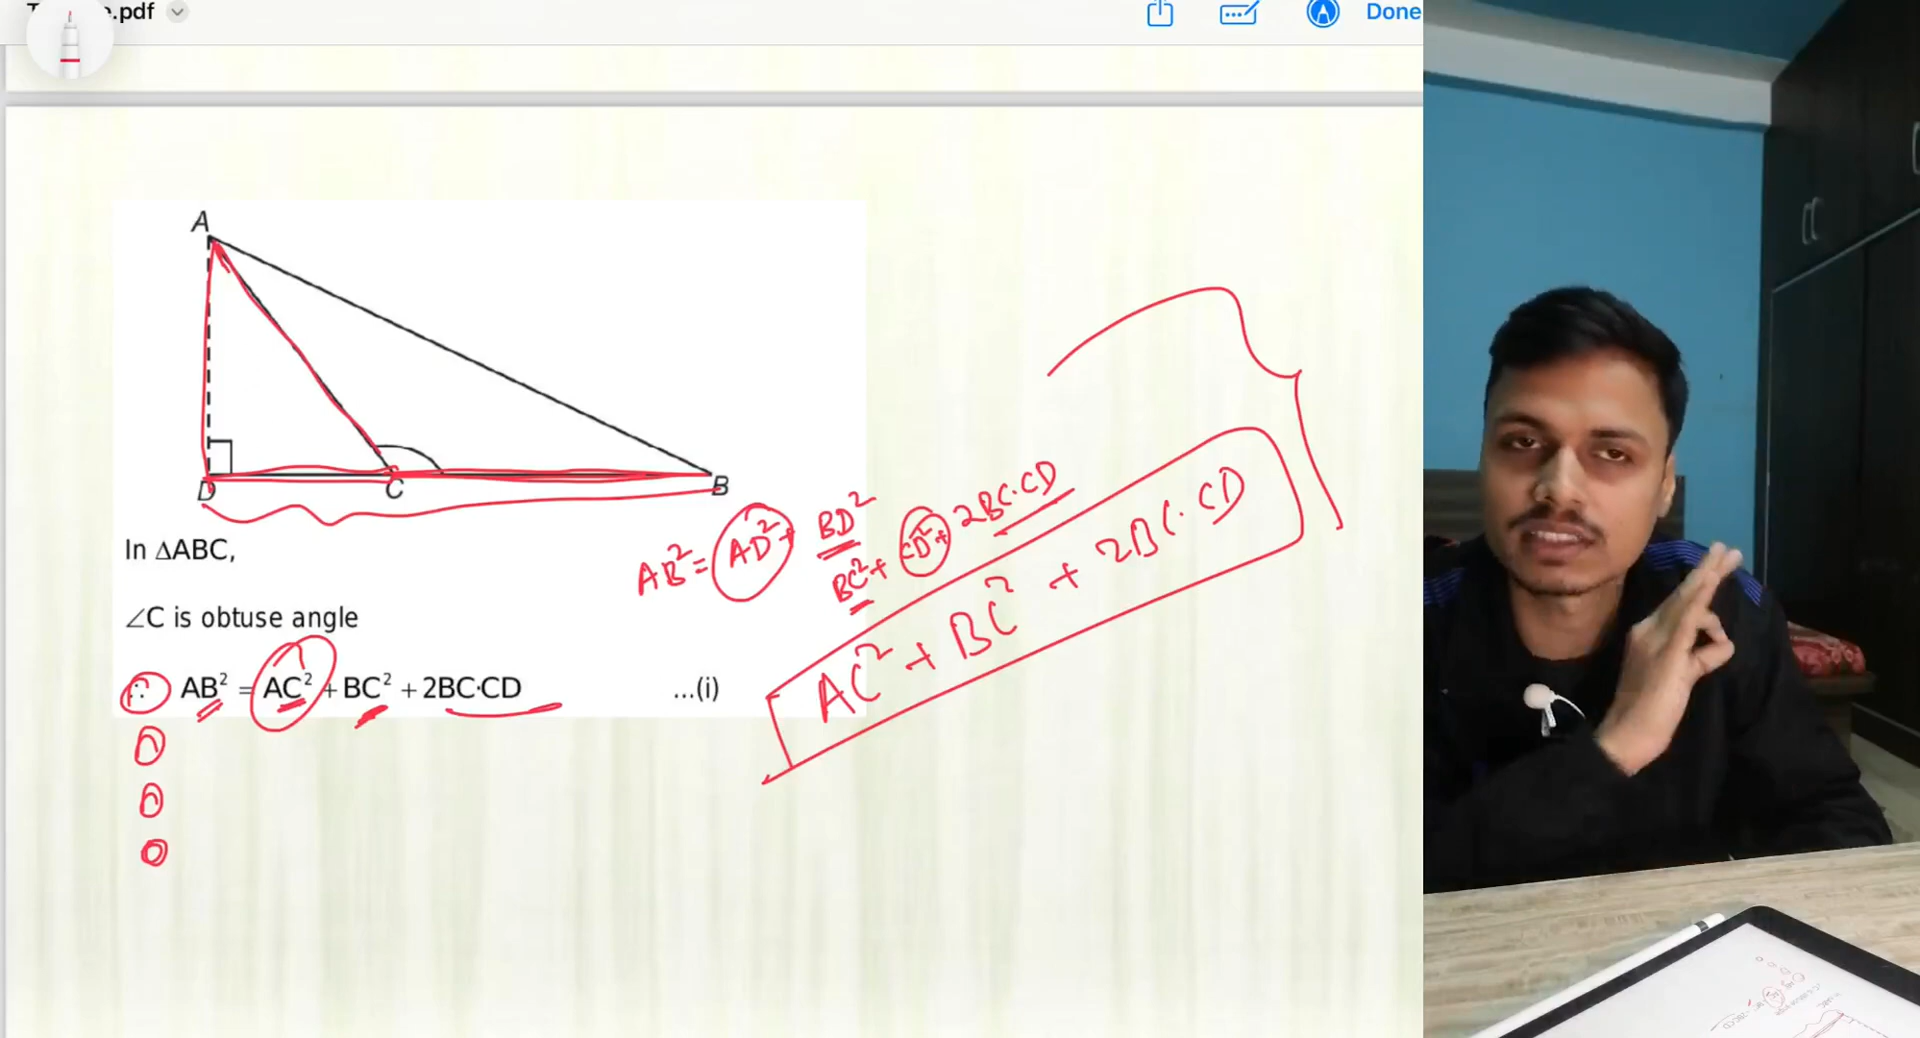 .pdf
Done
A
D
C
B
In ΔABC,
∠C is obtuse angle
∴ AB² = AC² + BC² + 2BC·CD ...(i)
AB² = AD² + BD²
BC² + CD² + 2BC·CD
AC² + BC² + 2BC·CD